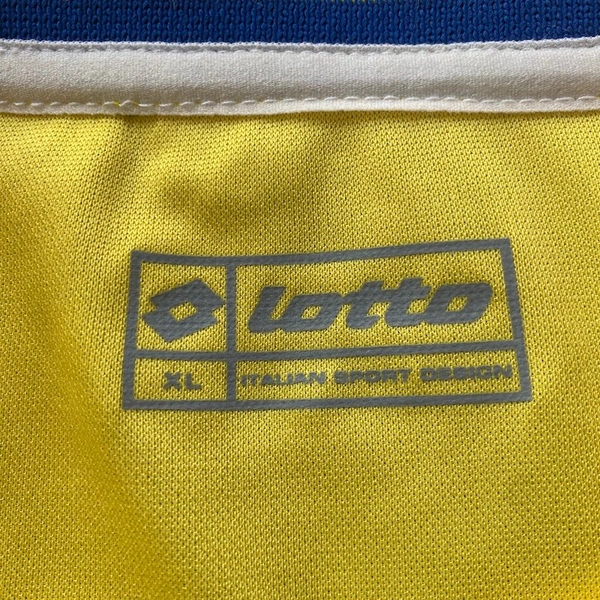 lotto
XL ITALIAN SPORT DESIGN